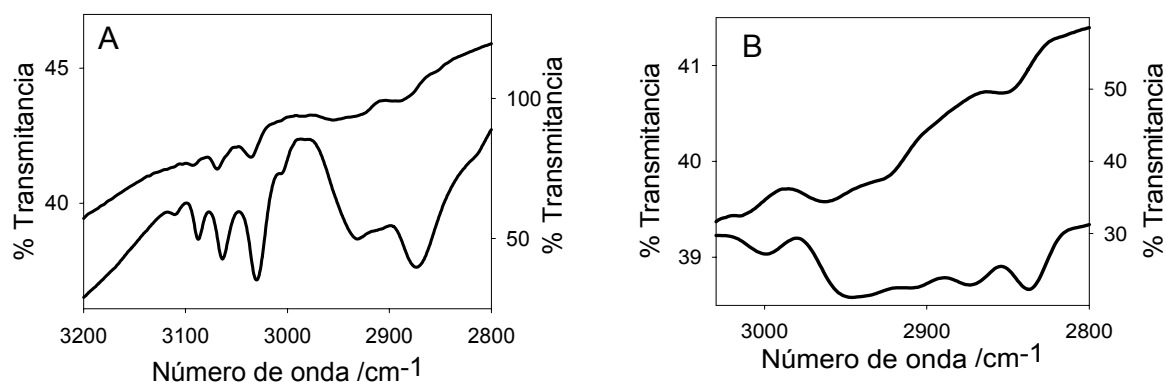 A
% Transmitancia
45
40
100
50
% Transmitancia
3200
3100
3000
2900
2800
Número de onda /cm-1
B
% Transmitancia
41
40
39
50
40
30
% Transmitancia
3000
2900
2800
Número de onda /cm-1